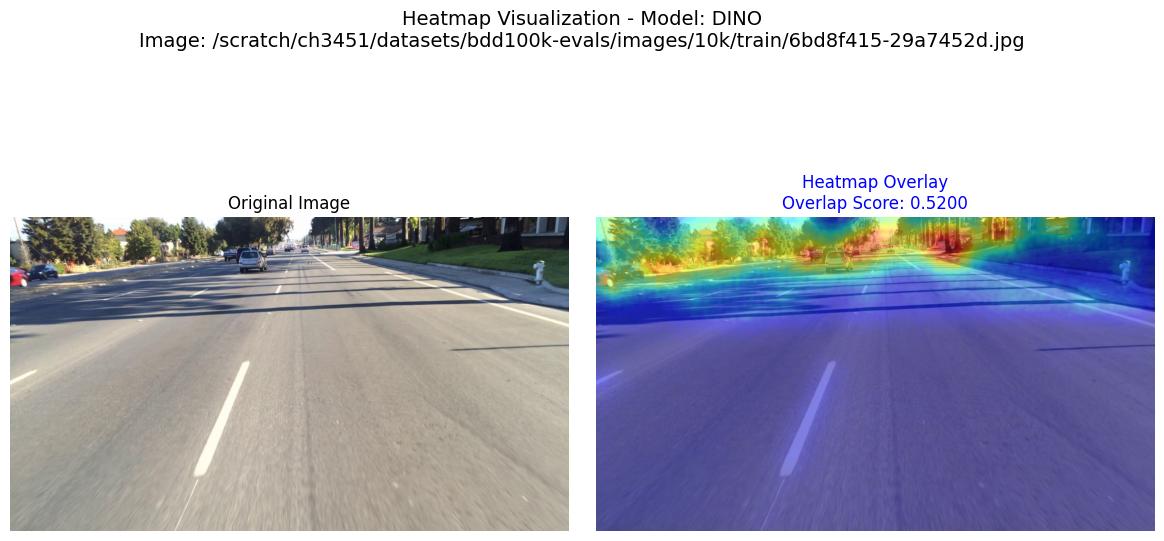 Heatmap Visualization - Model: DINO
Image: /scratch/ch3451/datasets/bdd100k-evals/images/10k/train/6bd8f415-29a7452d.jpg
Original Image
Heatmap Overlay
Overlap Score: 0.5200